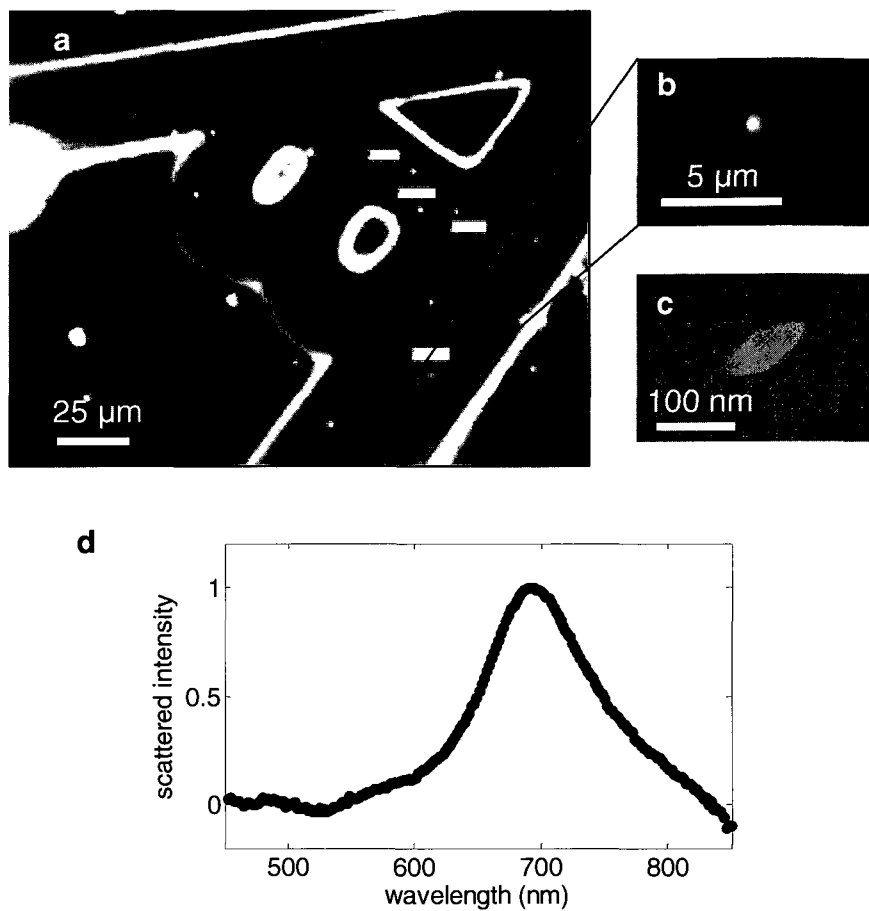 a
25 µm
b
5 µm
c
100 nm
d
scattered intensity
1
0.5
0
500 600 700 800
wavelength (nm)